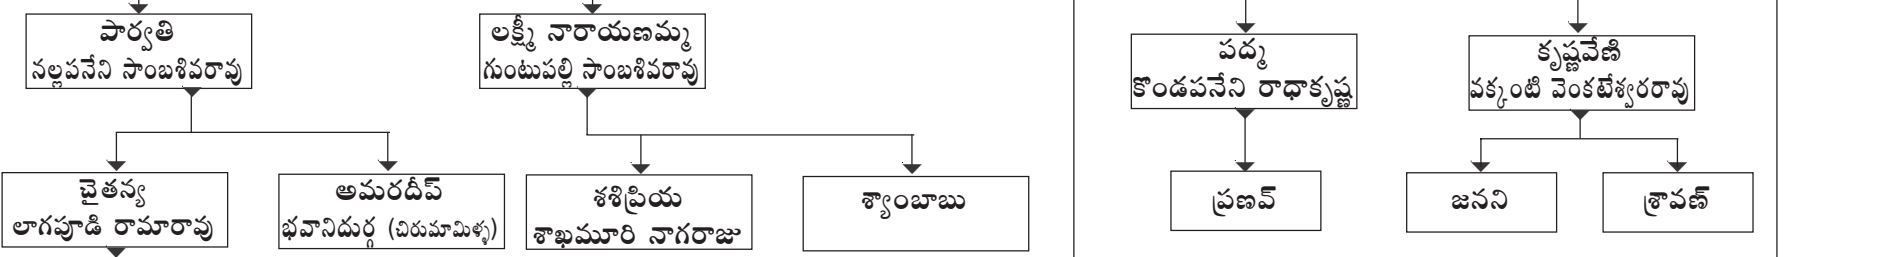 పార్వతి
నల్లపనేని సాంబశివరావు
లక్ష్మీ నారాయణమ్మ
గుంటుపల్లి సాంబశివరావు
పద్మ
కొండపనేని రాధాకృష్ణ
కృష్ణవేణి
వక్కంటి వెంకటేశ్వరరావు
చైతన్య
లాగపూడి రామారావు
అమరదీప్
భవానిదుర్గ (చిరుమామిళ్ళ)
శశిప్రియ
శాఖమూరి నాగరాజు
శ్యాంబాబు
ప్రణవ్
జనని
శ్రావణ్